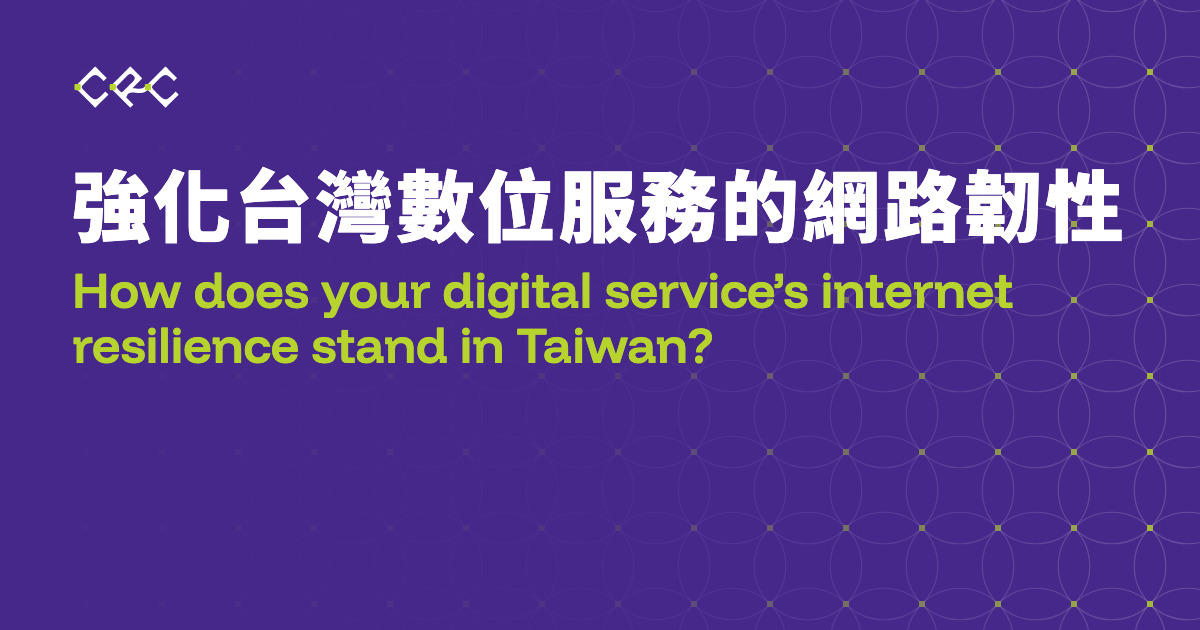 CRC
強化台灣數位服務的網路韌性
How does your digital service’s internet
resilience stand in Taiwan?